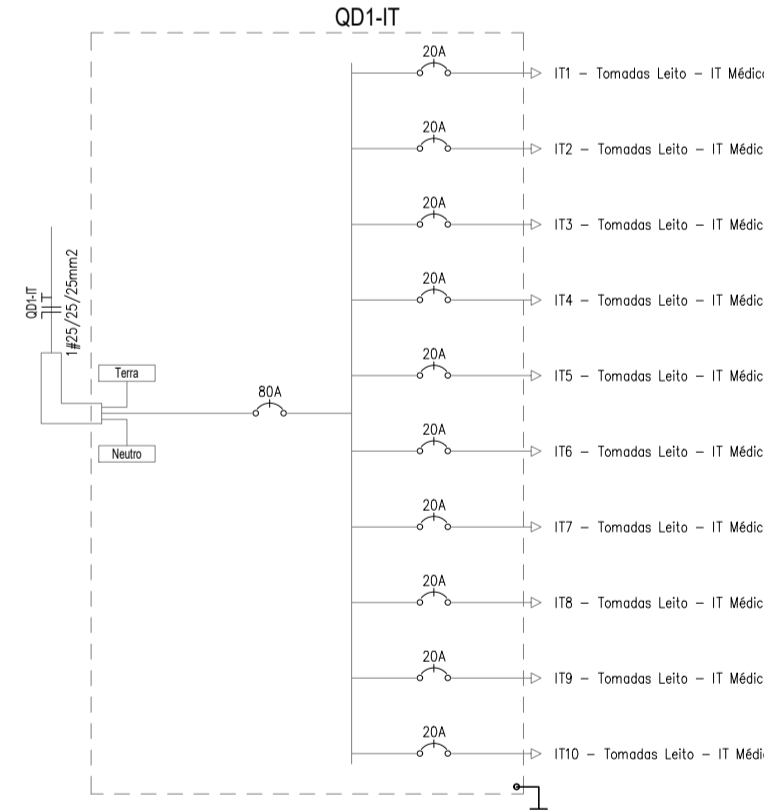 QD1-IT
20A
IT1 - Tomadas Leito - IT Médico
20A
IT2 - Tomadas Leito - IT Médic
20A
IT3 - Tomadas Leito - IT Médic
20A
IT4 - Tomadas Leito - IT Médic
20A
IT5 - Tomadas Leito - IT Médic
20A
IT6 - Tomadas Leito - IT Médic
20A
IT7 - Tomadas Leito - IT Médic
20A
IT8 - Tomadas Leito - IT Médic
20A
IT9 - Tomadas Leito - IT Médic
20A
IT10 - Tomadas Leito - IT Médi
QD1-IT
1#25/25/25mm2
Terra
80A
Neutro